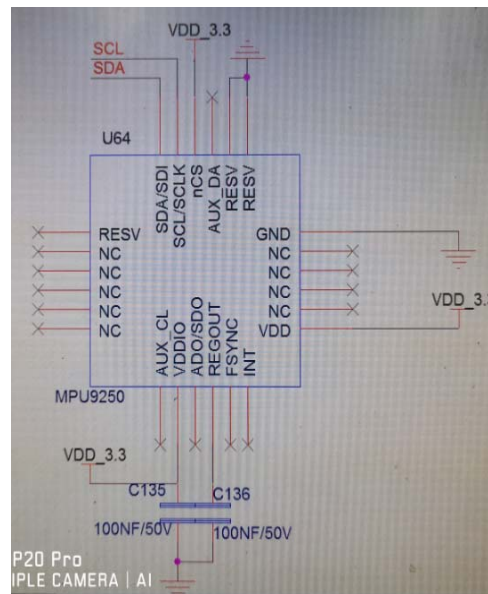 VDD_3.3
SCL
SDA
U64
SDA/SDI
SCL/SCLK
nCS
AUX_DA
RESV
RESV
RESV
NC
NC
NC
NC
NC
GND
NC
NC
NC
NC
VDD
VDD_3.3
AUX_CL
VDDIO
ADO/SDO
REGOUT
FSYNC
INT
MPU9250
VDD_3.3
C135
C136
100NF/50V
100NF/50V
P20 Pro
IPLE CAMERA | AI